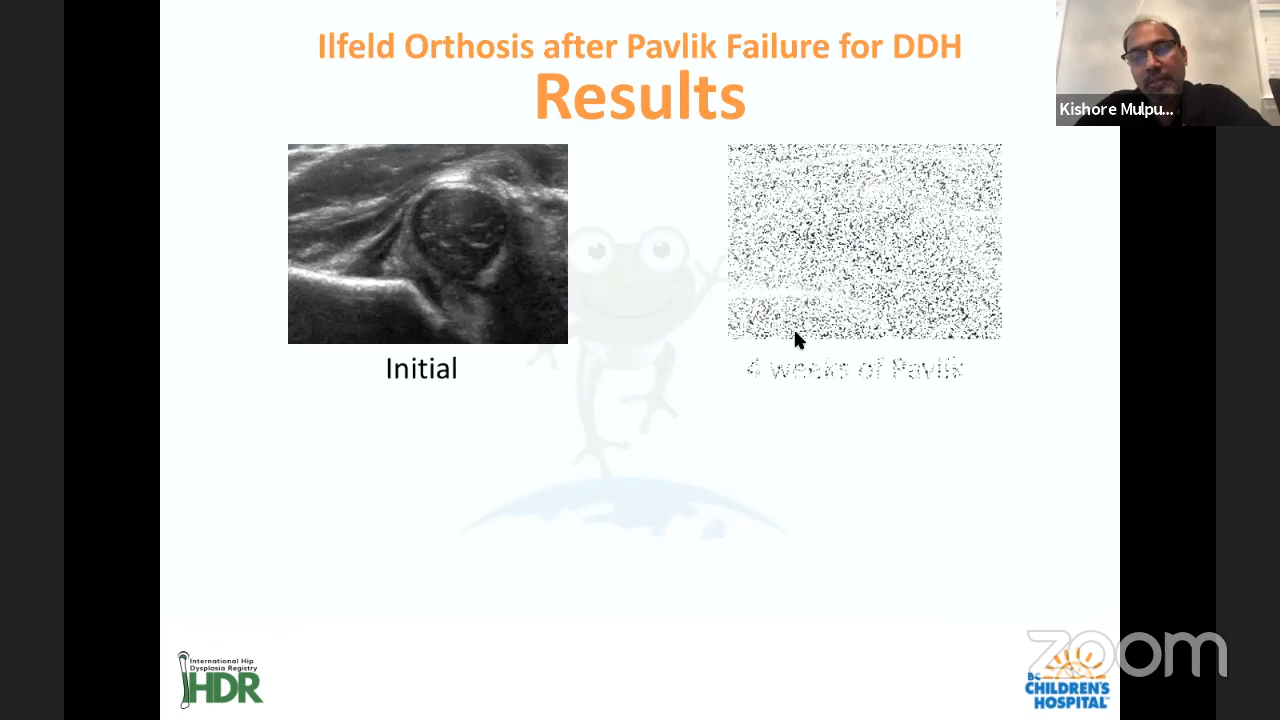 Ilfeld Orthosis after Pavlik Failure for DDH
Results
Kishore Mulpu...
Initial
4 weeks of Pavlik
International Hip
Dysplasia Registry
IHDR
BC
CHILDREN'S
HOSPITAL
zoom